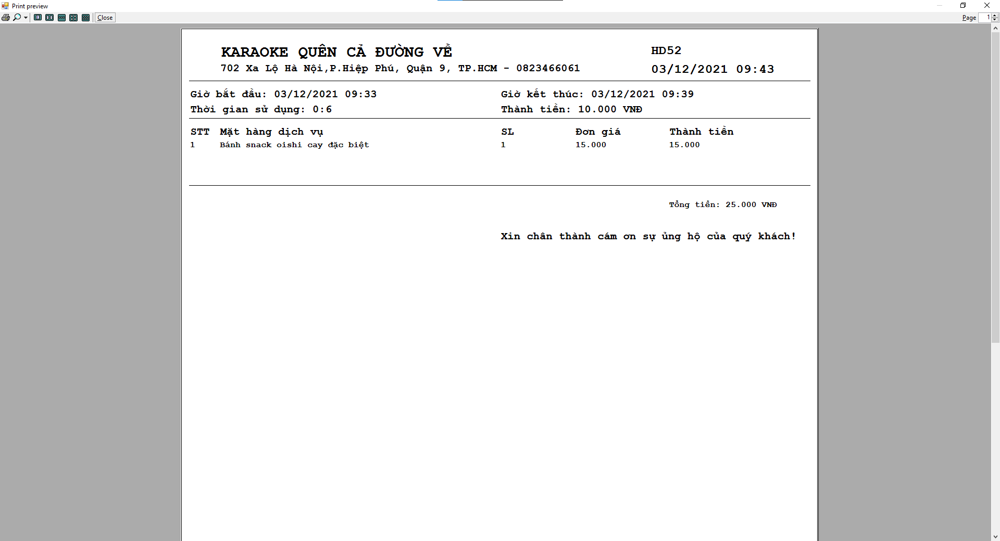 Print preview
Close
Page 1
KARAOKE QUÊN CẢ ĐƯỜNG VỀ
HD52
702 Xa Lộ Hà Nội,P.Hiệp Phú, Quận 9, TP.HCM - 0823466061
03/12/2021 09:43
Giờ bắt đầu: 03/12/2021 09:33
Giờ kết thúc: 03/12/2021 09:39
Thời gian sử dụng: 0:6
Thành tiền: 10.000 VNĐ
STT Mặt hàng dịch vụ SL Đơn giá Thành tiền
1 Bánh snack oishi cay đặc biệt 1 15.000 15.000
Tổng tiền: 25.000 VNĐ
Xin chân thành cám ơn sự ủng hộ của quý khách!